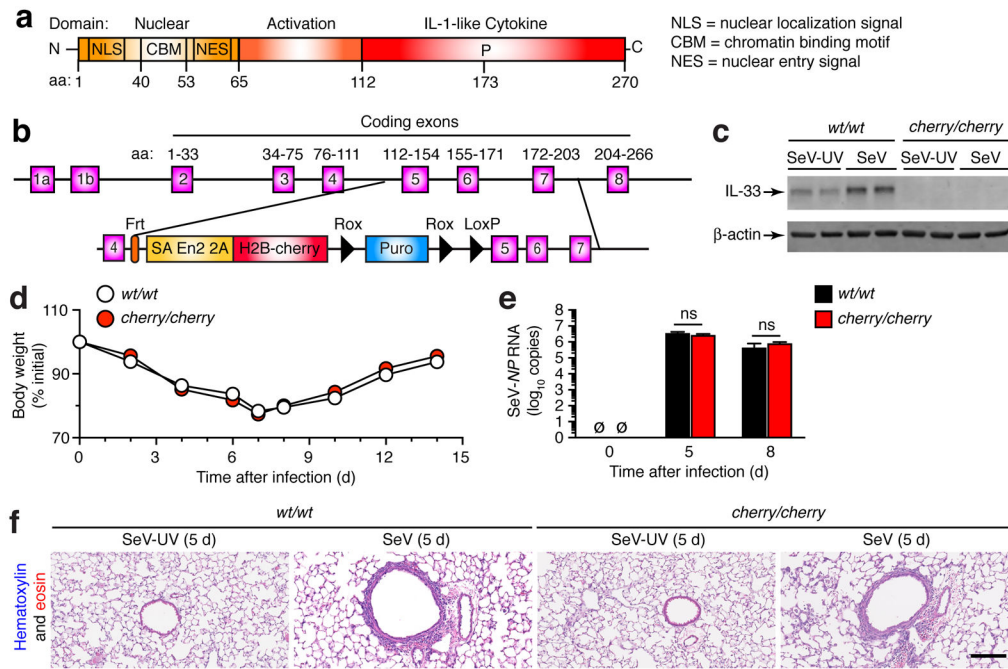 a
Domain: Nuclear Activation IL-1-like Cytokine
N NLS CBM NES P C
aa: 1 40 53 65 112 173 270
NLS = nuclear localization signal
CBM = chromatin binding motif
NES = nuclear entry signal
b
Coding exons
aa: 1-33 34-75 76-111 112-154 155-171 172-203 204-266
1a 1b 2 3 4 5 6 7 8
Frt Rox Rox LoxP
4 SA En2 2A H2B-cherry Puro 5 6 7
c
wt/wt cherry/cherry
SeV-UV SeV SeV-UV SeV
IL-33
β-actin
d
wt/wt
cherry/cherry
Body weight
(% initial)
110
90
70
0 3 6 9 12 15
Time after infection (d)
e
wt/wt
cherry/cherry
SeV-NP RNA
(log10 copies)
8
7
6
5
4
3
2
1
0
ns ns
Ø Ø
0 5 8
Time after infection (d)
f
wt/wt cherry/cherry
SeV-UV (5 d) SeV (5 d) SeV-UV (5 d) SeV (5 d)
Hematoxylin
and eosin